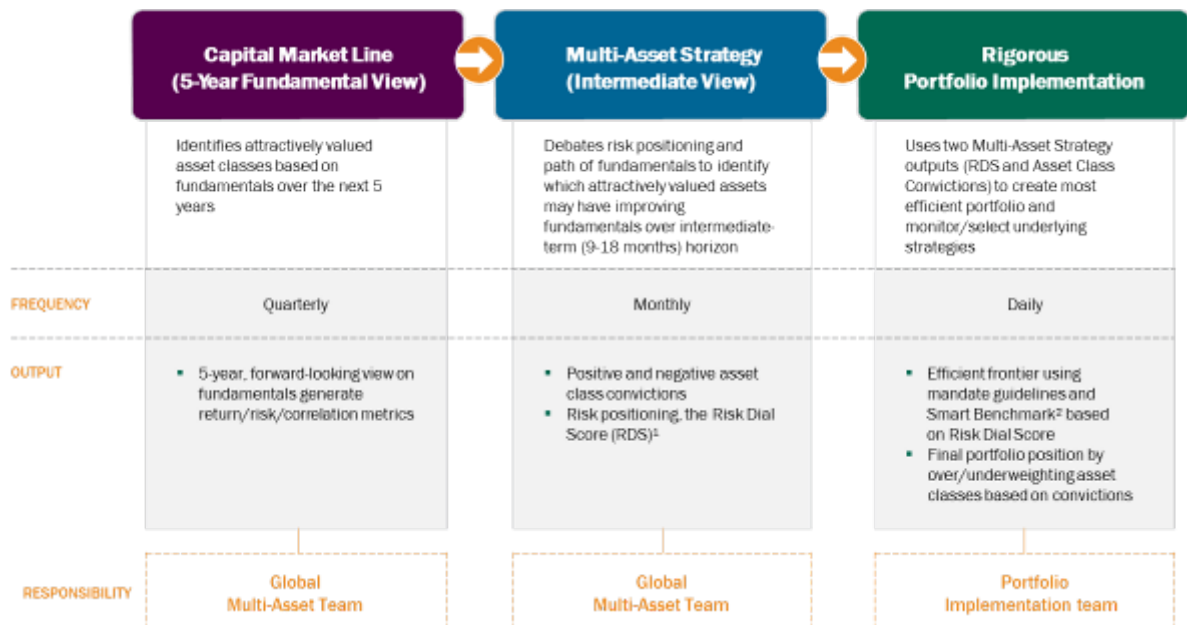 Capital Market Line
(5-Year Fundamental View)
Multi-Asset Strategy
(Intermediate View)
Rigorous
Portfolio Implementation
Identifies attractively valued
asset classes based on
fundamentals over the next 5
years
Debates risk positioning and
path of fundamentals to identify
which attractively valued assets
may have improving
fundamentals over intermediate-
term (9-18 months) horizon
Uses two Multi-Asset Strategy
outputs (RDS and Asset Class
Convictions) to create most
efficient portfolio and
monitor/select underlying
strategies
FREQUENCY
Quarterly
Monthly
Daily
OUTPUT
▪ 5-year, forward-looking view on
fundamentals generate
return/risk/correlation metrics
▪ Positive and negative asset
class convictions
▪ Risk positioning, the Risk Dial
Score (RDS)¹
▪ Efficient frontier using
mandate guidelines and
Smart Benchmark² based
on Risk Dial Score
▪ Final portfolio position by
over/underweighting asset
classes based on convictions
RESPONSIBILITY
Global
Multi-Asset Team
Global
Multi-Asset Team
Portfolio
Implementation team